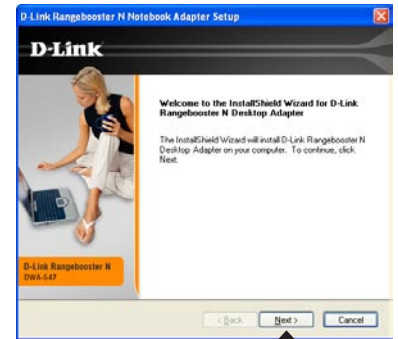 D-Link Rangebooster N Notebook Adapter Setup
D-Link
Welcome to the InstallShield Wizard for D-Link
Rangebooster N Desktop Adapter
The InstallShield Wizard will install D-Link Rangebooster N
Desktop Adapter on your computer. To continue, click
Next.
D-Link Rangebooster N
DWA-547
< Back
Next >
Cancel